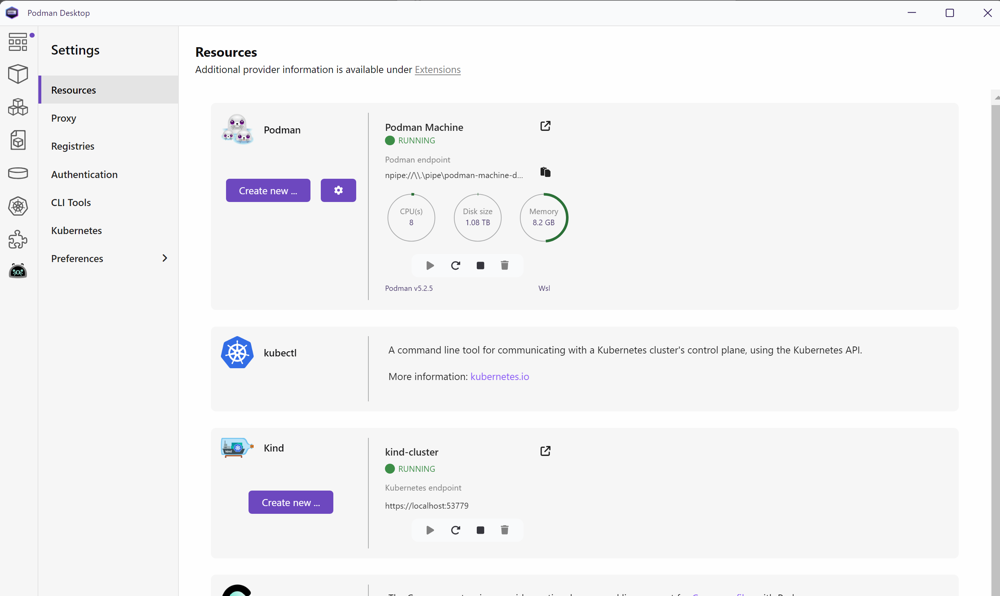 Podman Desktop
Settings
Resources
Proxy
Registries
Authentication
CLI Tools
Kubernetes
Preferences
Resources
Additional provider information is available under Extensions
Podman
Create new ...
Podman Machine
RUNNING
Podman endpoint
npipe://\\.\pipe\podman-machine-d...
CPU(s)
8
Disk size
1.08 TB
Memory
8.2 GB
Podman v5.2.5
Wsl
kubectl
A command line tool for communicating with a Kubernetes cluster's control plane, using the Kubernetes API.
More information: kubernetes.io
kind
Kind
Create new ...
kind-cluster
RUNNING
Kubernetes endpoint
https://localhost:53779